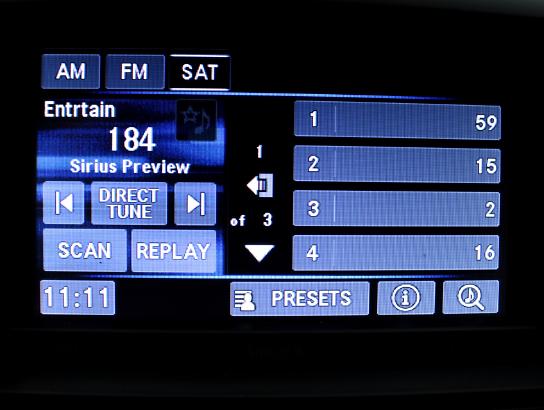 AM FM SAT
Entrtain
184
Sirius Preview
DIRECT
TUNE
SCAN REPLAY
1
of 3
1 59
2 15
3 2
4 16
11:11 PRESETS